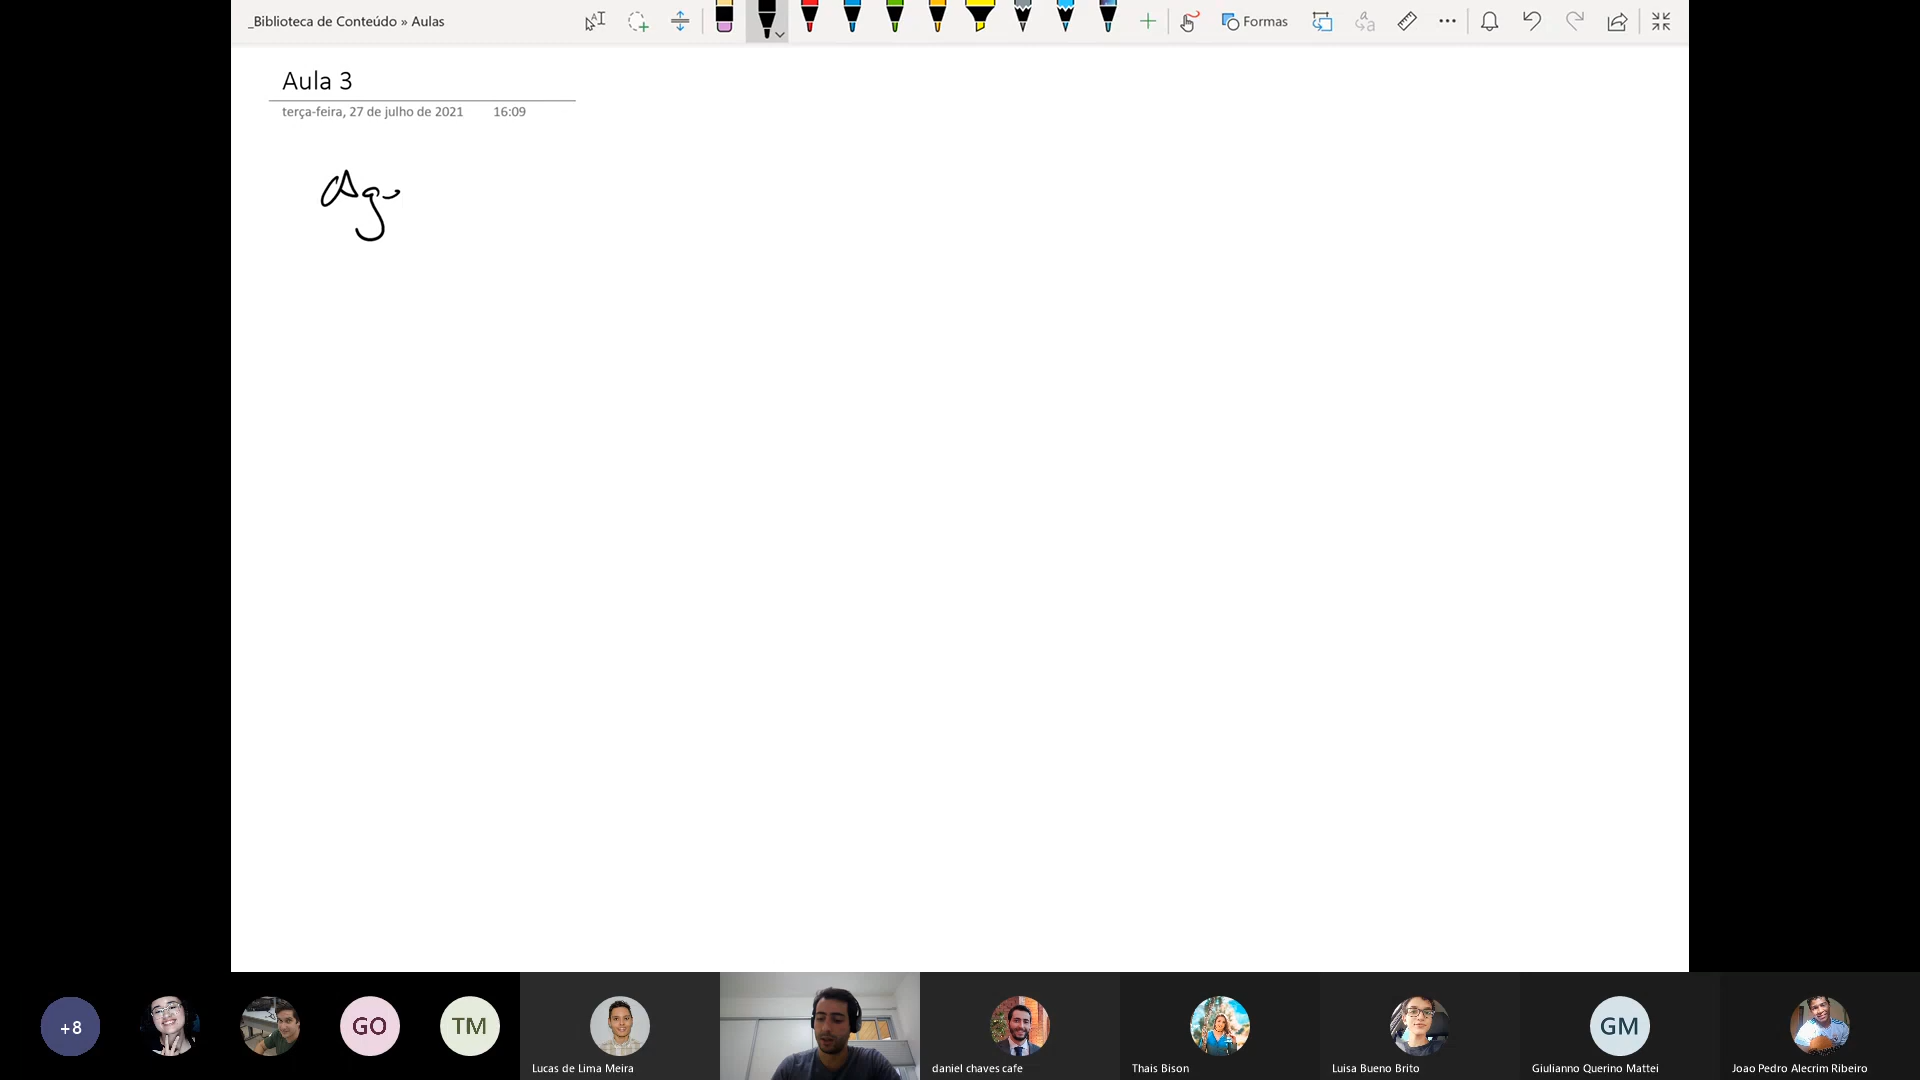 _Biblioteca de Conteúdo » Aulas
Formas
Aula 3
terça-feira, 27 de julho de 2021 16:09
Ag
+8
GO
TM
GM
Lucas de Lima Meira
daniel chaves cafe
Thais Bison
Luisa Bueno Brito
Giulianno Querino Mattei
Joao Pedro Alecrim Ribeiro